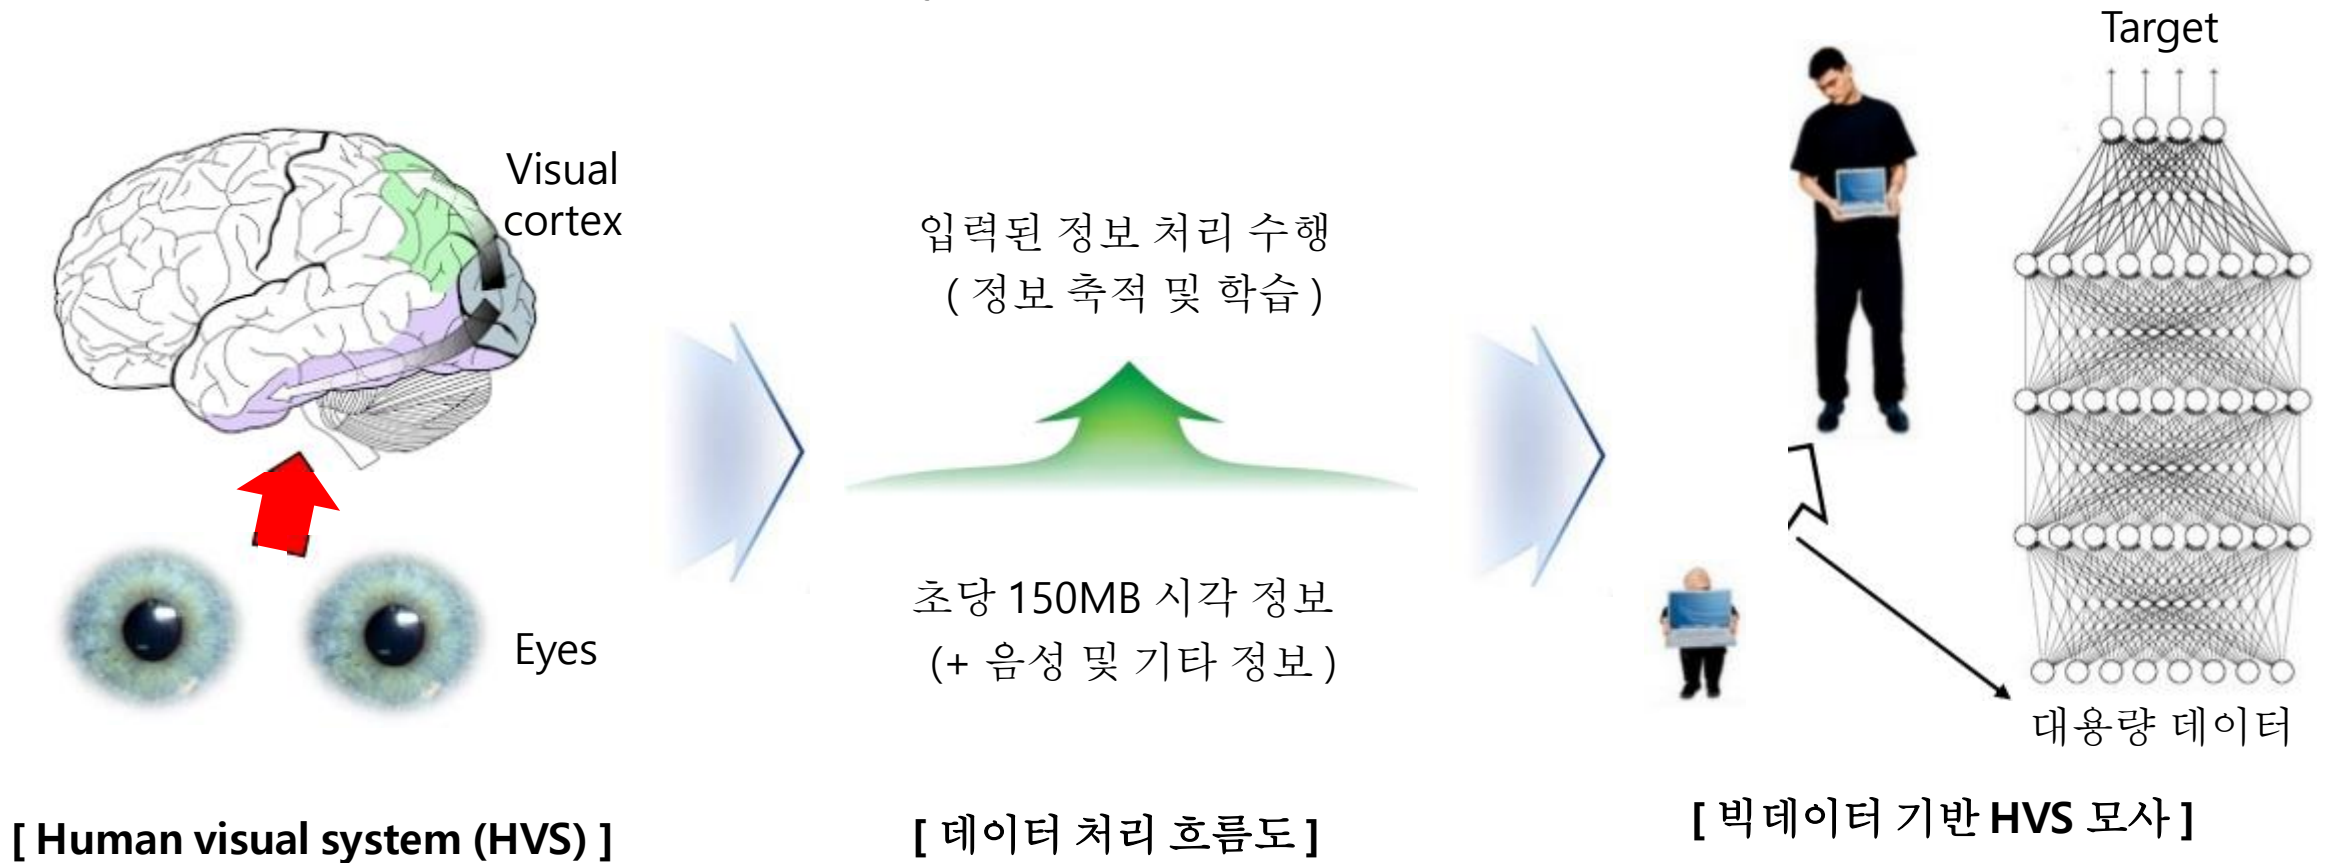 Target
Visual
cortex
입력된 정보 처리 수행
( 정보 축적 및 학습 )
초당 150MB 시각 정보
(+ 음성 및 기타 정보 )
Eyes
대용량 데이터
[ Human visual system (HVS) ]
[ 데이터 처리 흐름도 ]
[ 빅데이터 기반 HVS 모사 ]